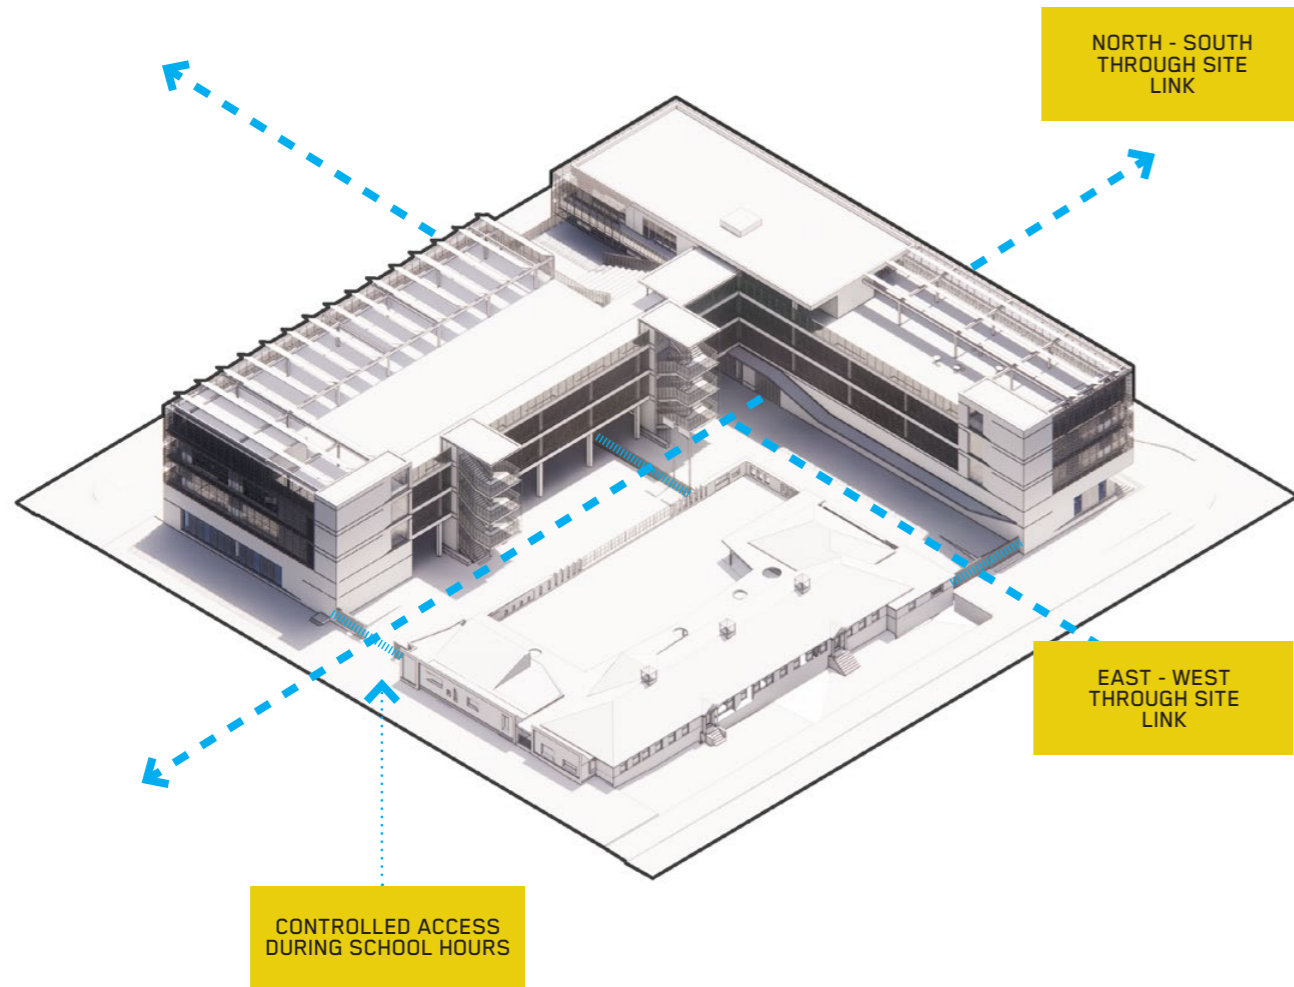 NORTH - SOUTH
THROUGH SITE
LINK
EAST - WEST
THROUGH SITE
LINK
CONTROLLED ACCESS
DURING SCHOOL HOURS